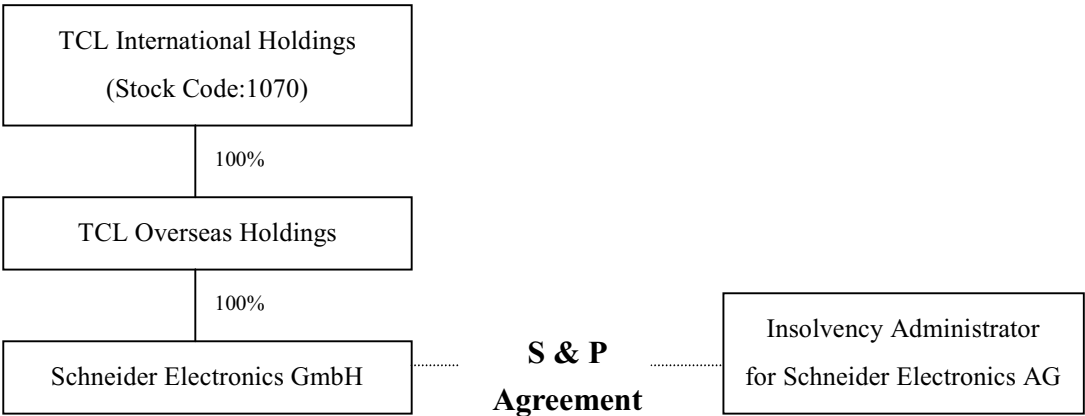 TCL International Holdings
(Stock Code:1070)
100%
TCL Overseas Holdings
100%
Schneider Electronics GmbH
S & P
Agreement
Insolvency Administrator
for Schneider Electronics AG